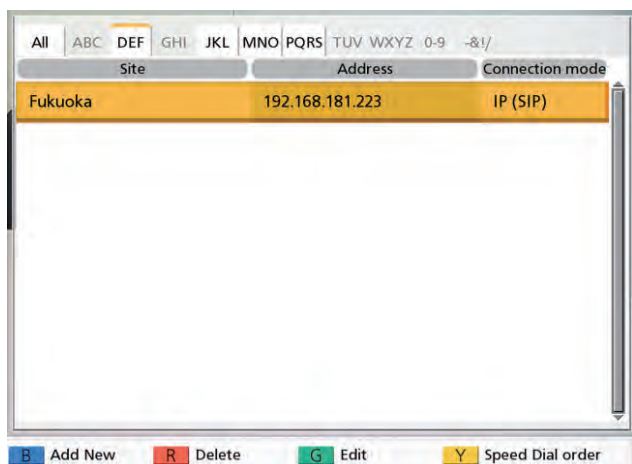 All ABC DEF GHI JKL MNO PQRS TUV WXYZ 0-9 -&!/
Site Address Connection mode
Fukuoka 192.168.181.223 IP (SIP)
B Add New R Delete G Edit Y Speed Dial order